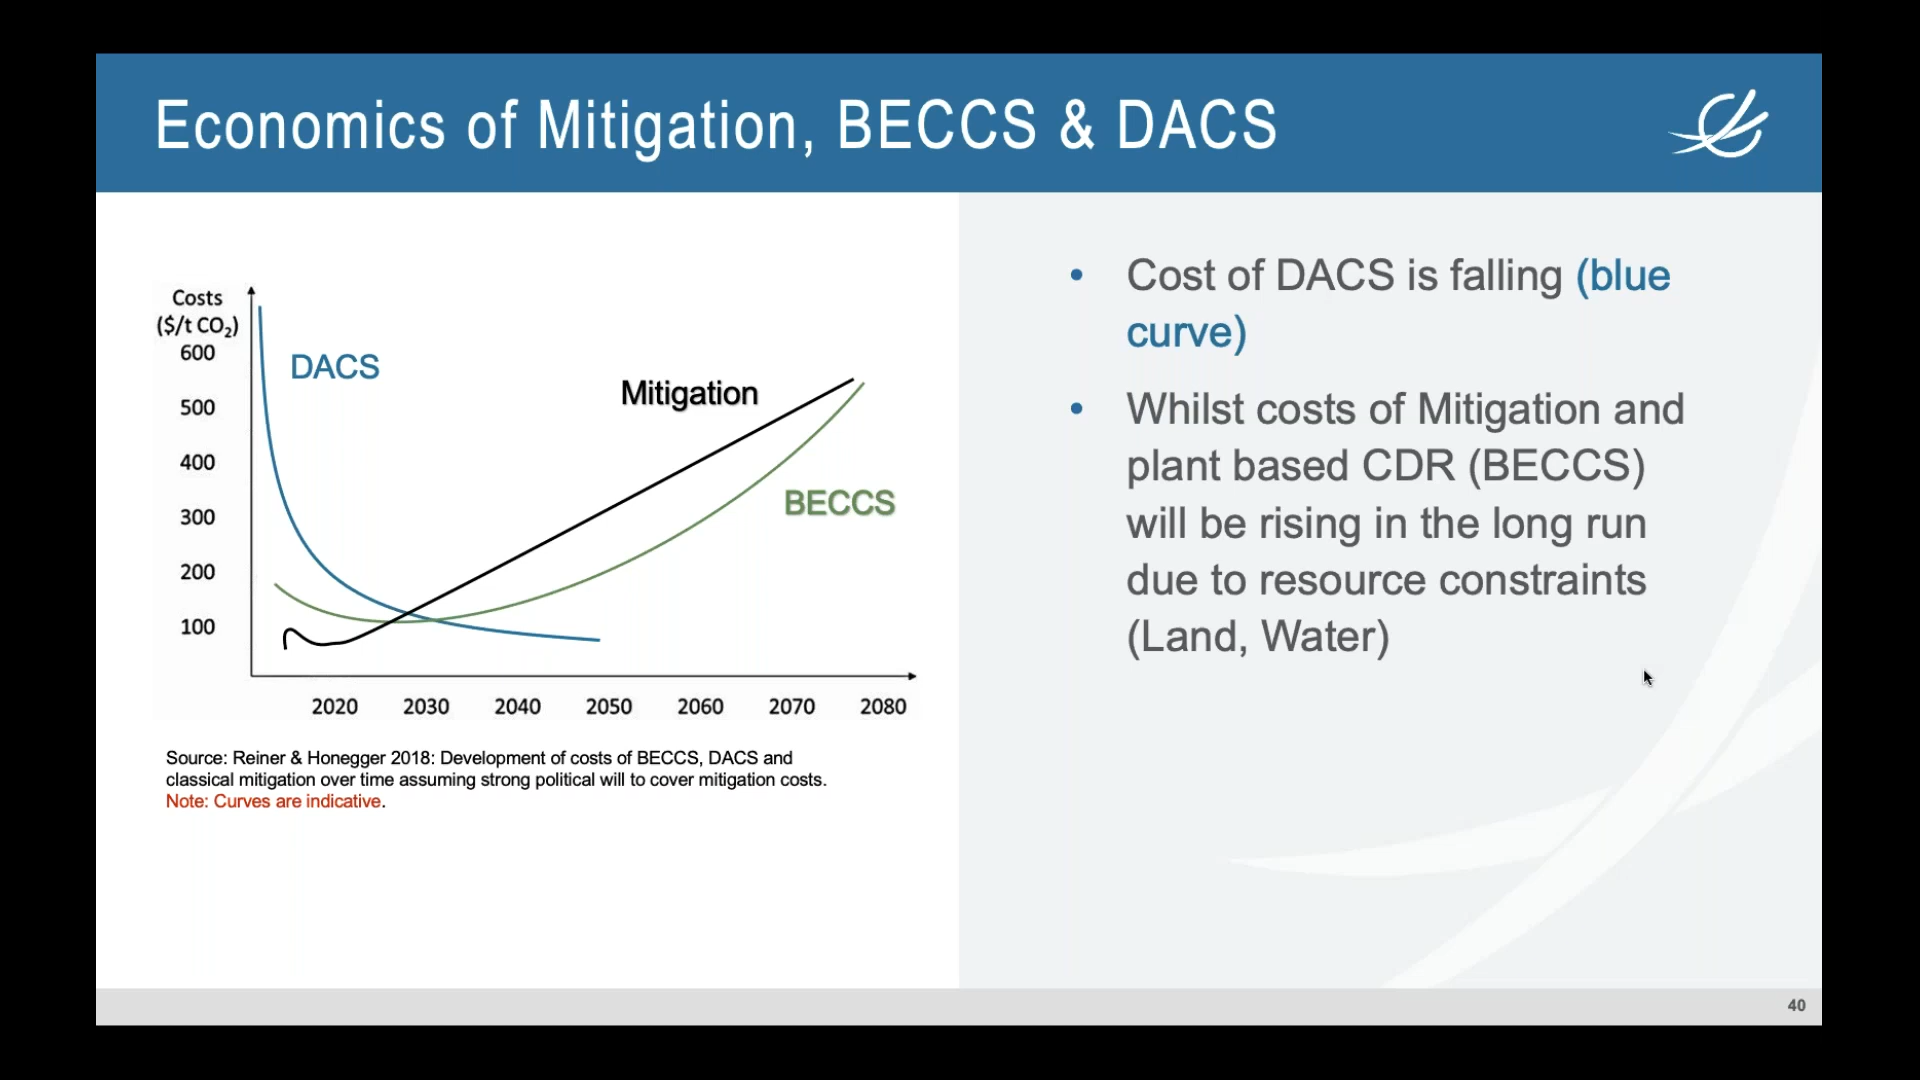 Economics of Mitigation, BECCS & DACS
Costs
($/t CO₂)
600
500
400
300
200
100
DACS
Mitigation
BECCS
2020 2030 2040 2050 2060 2070 2080
Source: Reiner & Honegger 2018: Development of costs of BECCS, DACS and
classical mitigation over time assuming strong political will to cover mitigation costs.
Note: Curves are indicative.
• Cost of DACS is falling (blue
curve)
• Whilst costs of Mitigation and
plant based CDR (BECCS)
will be rising in the long run
due to resource constraints
(Land, Water)
40